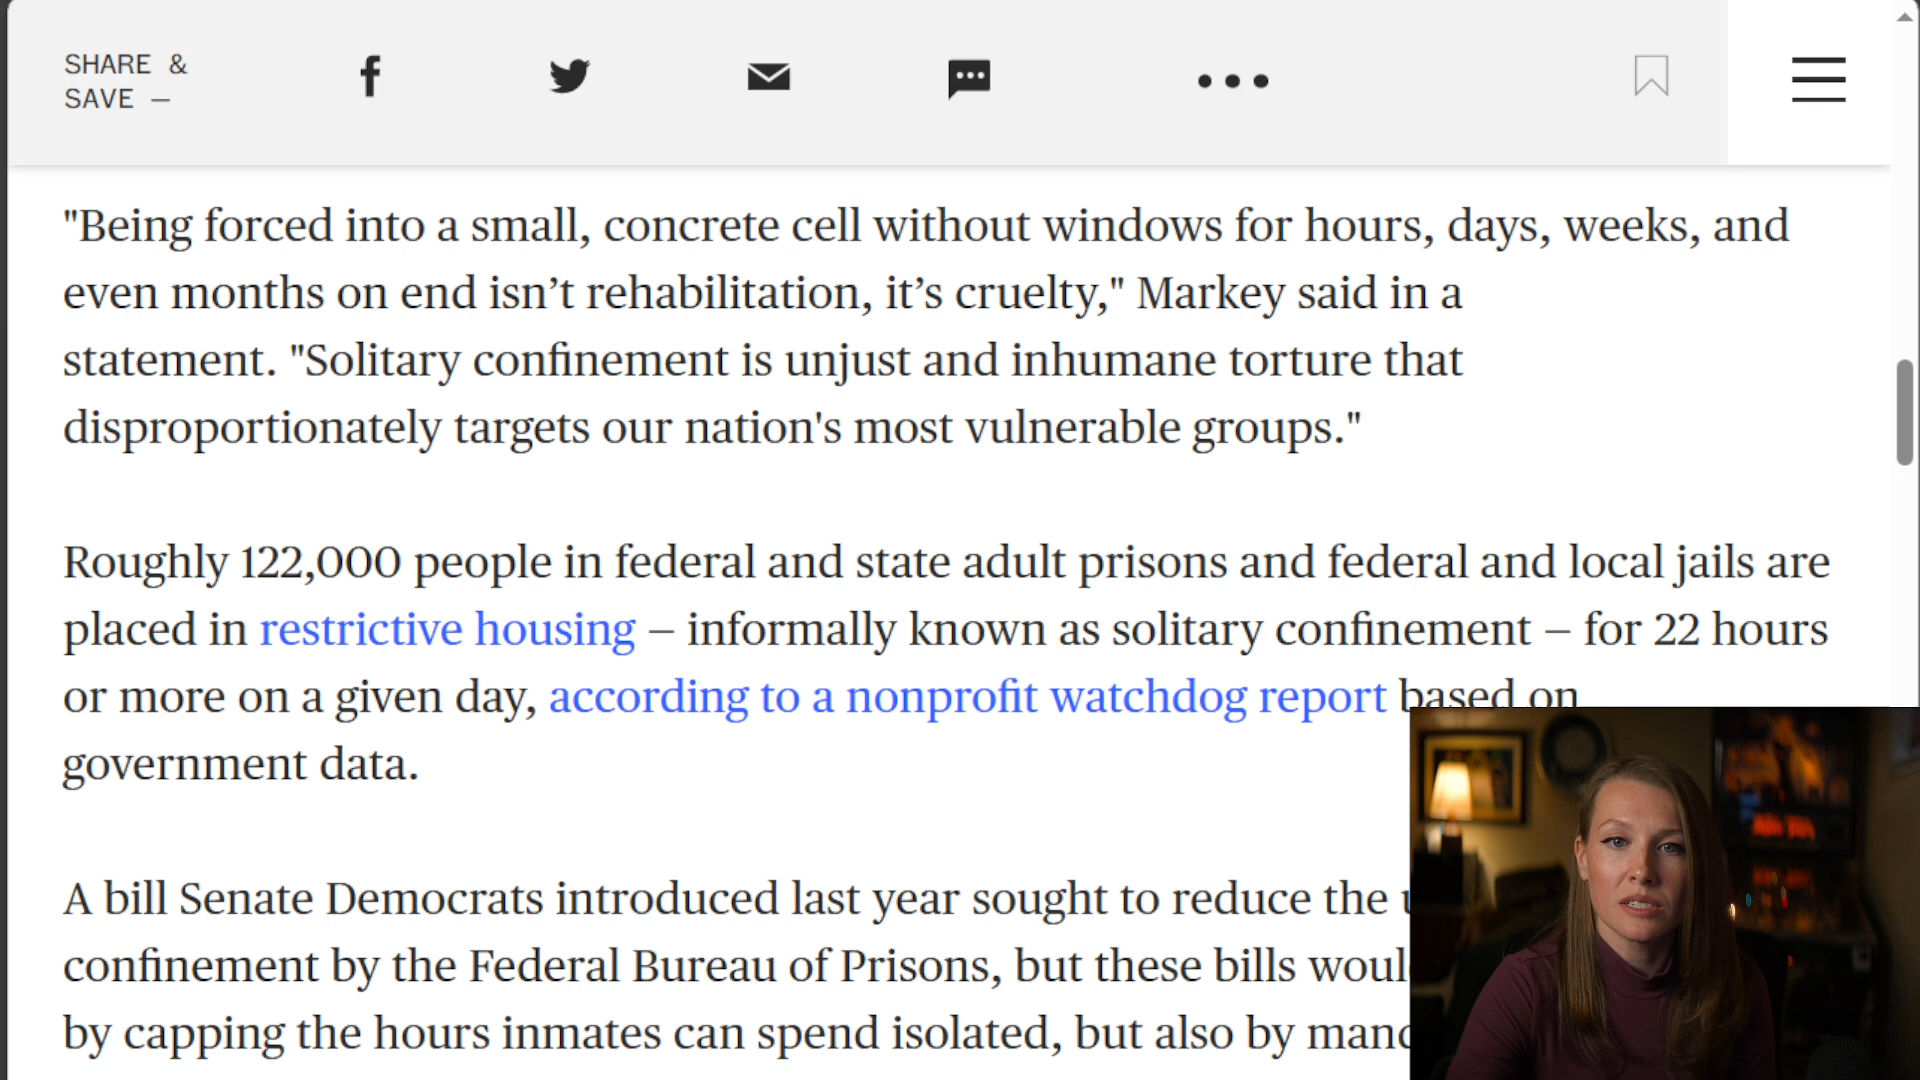 SHARE &
SAVE —
"Being forced into a small, concrete cell without windows for hours, days, weeks, and
even months on end isn’t rehabilitation, it’s cruelty," Markey said in a
statement. "Solitary confinement is unjust and inhumane torture that
disproportionately targets our nation's most vulnerable groups."
Roughly 122,000 people in federal and state adult prisons and federal and local jails are
placed in restrictive housing – informally known as solitary confinement – for 22 hours
or more on a given day, according to a nonprofit watchdog report based on
government data.
A bill Senate Democrats introduced last year sought to reduce the
confinement by the Federal Bureau of Prisons, but these bills
by capping the hours inmates can spend isolated, but also by